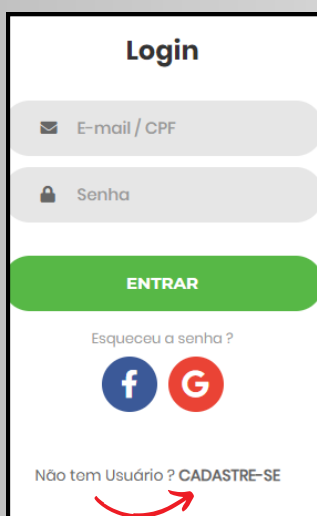 Login
E-mail / CPF
Senha
ENTRAR
Esqueceu a senha ?
f G
Não tem Usuário ? CADASTRE-SE